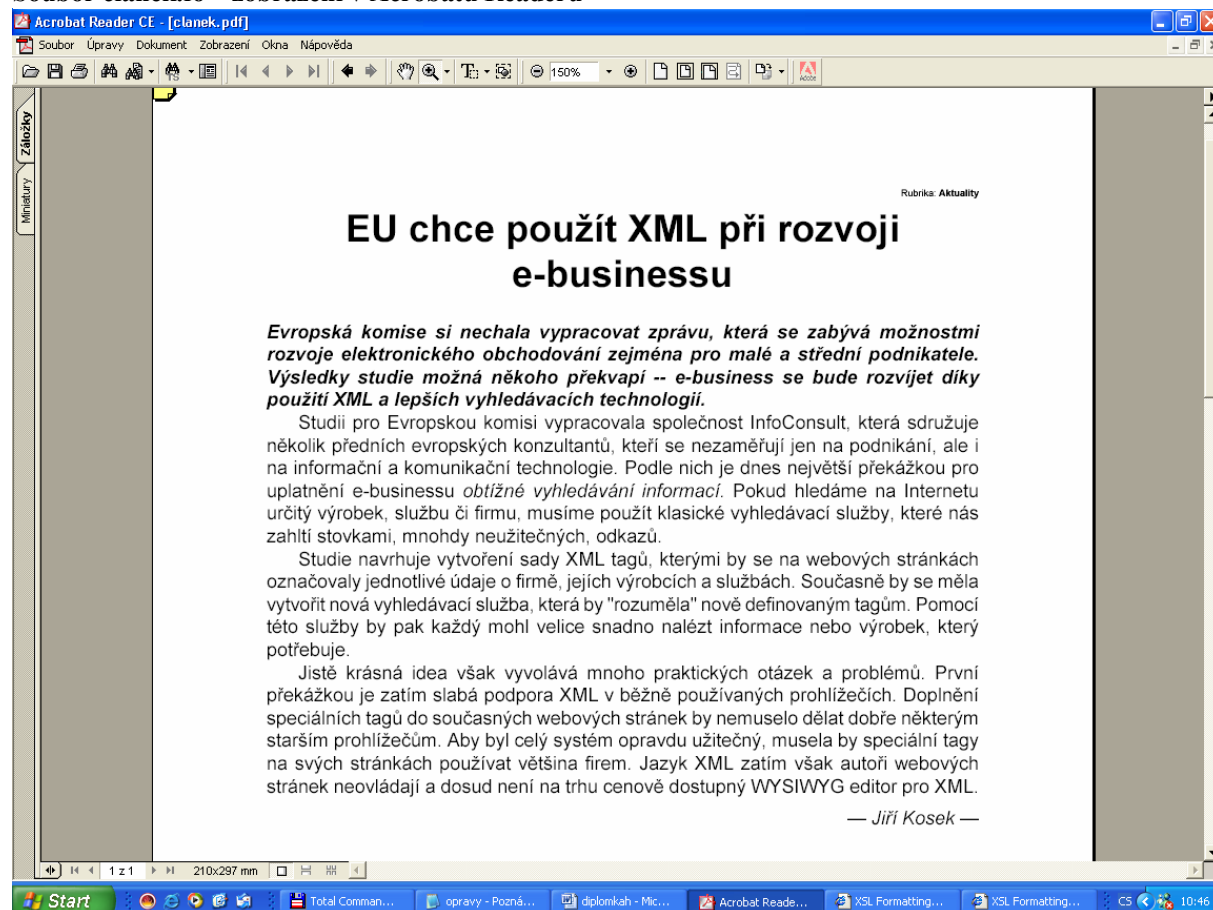 Acrobat Reader CE - [clanek.pdf]
Soubor Úpravy Dokument Zobrazení Okna Nápověda
150%
Adobe
Záložky
Miniatury
Rubrika: Aktuality
EU chce použít XML při rozvoji
e-businessu
Evropská komise si nechala vypracovat zprávu, která se zabývá možnostmi
rozvoje elektronického obchodování zejména pro malé a střední podnikatele.
Výsledky studie možná někoho překvapí -- e-business se bude rozvíjet díky
použití XML a lepších vyhledávacích technologií.
Studii pro Evropskou komisi vypracovala společnost InfoConsult, která sdružuje
několik předních evropských konzultantů, kteří se nezaměřují jen na podnikání, ale i
na informační a komunikační technologie. Podle nich je dnes největší překážkou pro
uplatnění e-businessu obtížné vyhledávání informací. Pokud hledáme na Internetu
určitý výrobek, službu či firmu, musíme použít klasické vyhledávací služby, které nás
zahltí stovkami, mnohdy neužitečných, odkazů.
Studie navrhuje vytvoření sady XML tagů, kterými by se na webových stránkách
označovaly jednotlivé údaje o firmě, jejích výrobcích a službách. Současně by se měla
vytvořit nová vyhledávací služba, která by "rozuměla" nově definovaným tagům. Pomocí
této služby by pak každý mohl velice snadno nalézt informace nebo výrobek, který
potřebuje.
Jistě krásná idea však vyvolává mnoho praktických otázek a problémů. První
překážkou je zatím slabá podpora XML v běžně používaných prohlížečích. Doplnění
speciálních tagů do současných webových stránek by nemuselo dělat dobře některým
starším prohlížečům. Aby byl celý systém opravdu užitečný, musela by speciální tagy
na svých stránkách používat většina firem. Jazyk XML zatím však autoři webových
stránek neovládají a dosud není na trhu cenově dostupný WYSIWYG editor pro XML.
— Jiří Kosek —
1 z 1 210x297 mm
Start Total Comman... opravy - Pozná... diplomkah - Mic... Acrobat Reade... XSL Formatting... XSL Formatting... CS 10:46